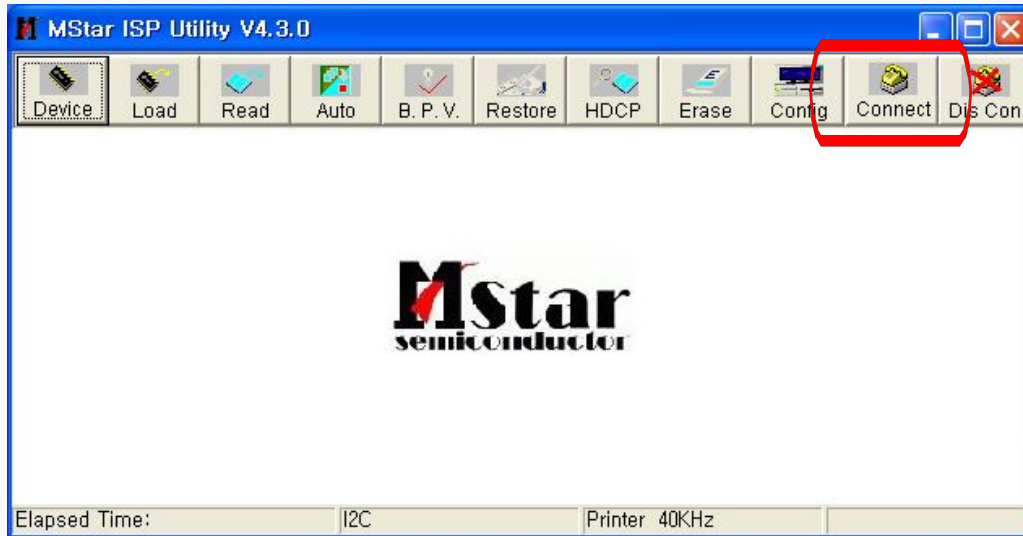 MStar ISP Utility V4.3.0
Device Load Read Auto B. P. V. Restore HDCP Erase Config Connect Dis Con
MStar
semiconductor
Elapsed Time: I2C Printer 40KHz